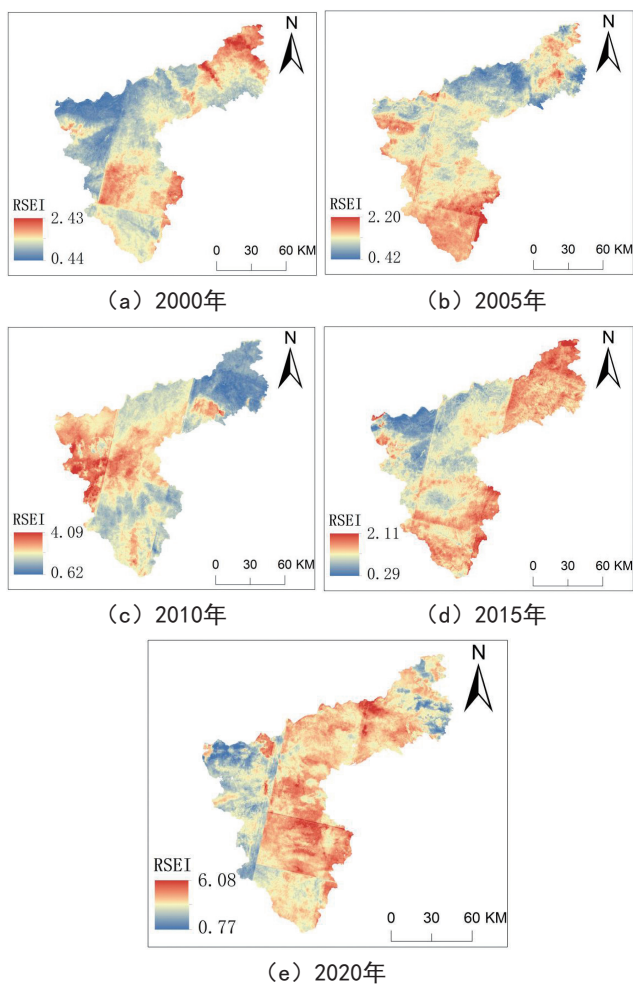 N
RSEI
2.43
0.44
0 30 60 KM
(a) 2000年
N
RSEI
2.20
0.42
0 30 60 KM
(b) 2005年
N
RSEI
4.09
0.62
0 30 60 KM
(c) 2010年
N
RSEI
2.11
0.29
0 30 60 KM
(d) 2015年
N
RSEI
6.08
0.77
0 30 60 KM
(e) 2020年